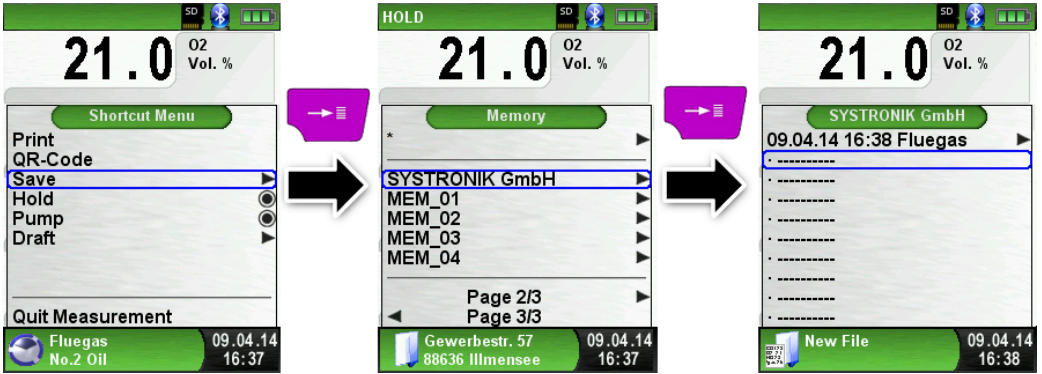 SD
21.0
O2
Vol. %
Shortcut Menu
Print
QR-Code
Save
Hold
Pump
Draft
Quit Measurement
Fluegas
No.2 Oil
09.04.14
16:37
HOLD
SD
21.0
O2
Vol. %
Memory
*
SYSTRONIK GmbH
MEM_01
MEM_02
MEM_03
MEM_04
Page 2/3
Page 3/3
Gewerbestr. 57
88636 Illmensee
09.04.14
16:37
SD
21.0
O2
Vol. %
SYSTRONIK GmbH
09.04.14 16:38 Fluegas
· ----------
· ----------
· ----------
· ----------
· ----------
· ----------
· ----------
· ----------
· ----------
New File
09.04.14
16:38